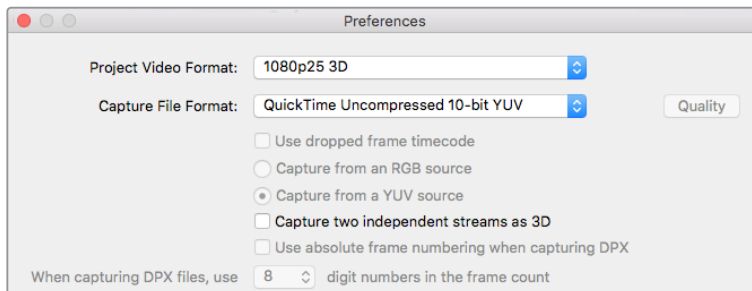 Preferences
Project Video Format: 1080p25 3D
Capture File Format: QuickTime Uncompressed 10-bit YUV Quality
Use dropped frame timecode
Capture from an RGB source
Capture from a YUV source
Capture two independent streams as 3D
Use absolute frame numbering when capturing DPX
When capturing DPX files, use 8 digit numbers in the frame count